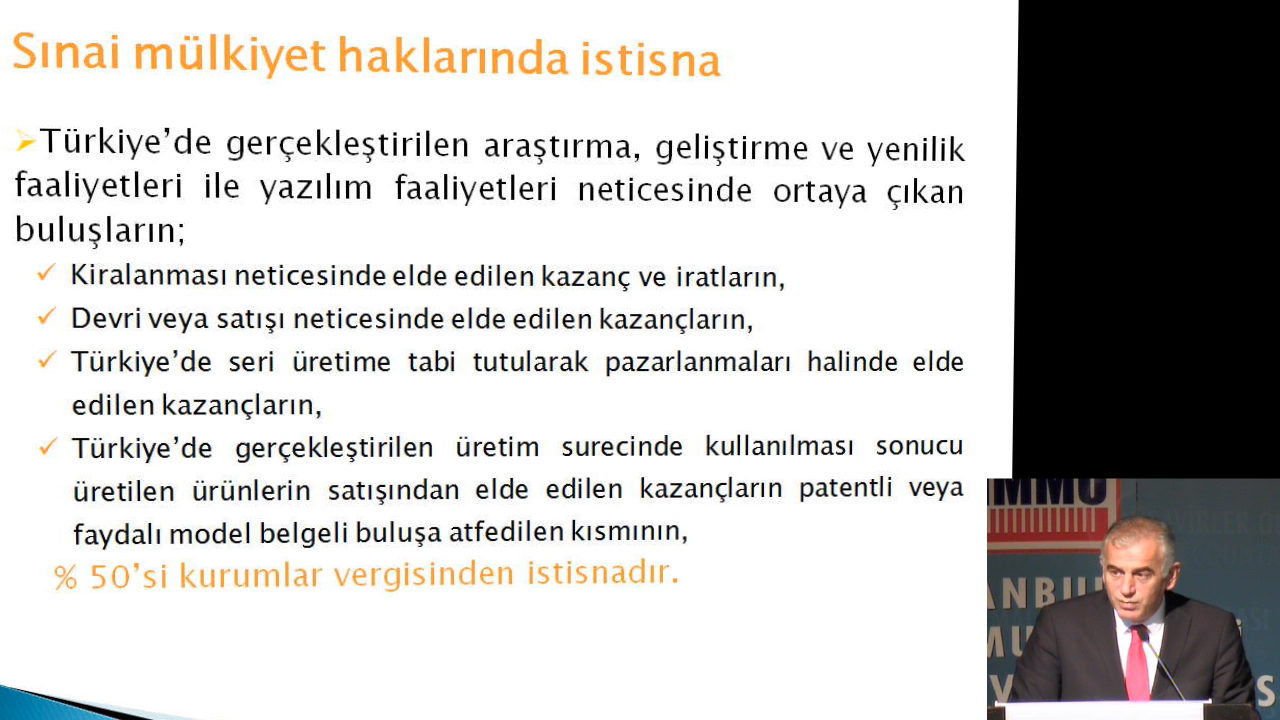 Sınai mülkiyet haklarında istisna
Türkiye’de gerçekleştirilen araştırma, geliştirme ve yenilik
faaliyetleri ile yazılım faaliyetleri neticesinde ortaya çıkan
buluşların;
Kiralanması neticesinde elde edilen kazanç ve iratların,
Devri veya satışı neticesinde elde edilen kazançların,
Türkiye’de seri üretime tabi tutularak pazarlanmaları halinde elde
edilen kazançların,
Türkiye’de gerçekleştirilen üretim surecinde kullanılması sonucu
üretilen ürünlerin satışından elde edilen kazançların patentli veya
faydalı model belgeli buluşa atfedilen kısmının,
% 50’si kurumlar vergisinden istisnadır.